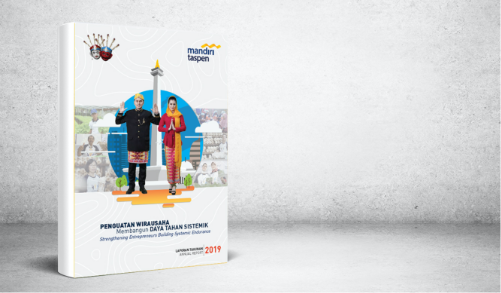 mandiri
taspen
PENGUATAN WIRAUSAHA
Membangun DAYA TAHAN SISTEMIK
Strengthening Entrepreneurs Building Systemic Endurance
LAPORAN TAHUNAN
ANNUAL REPORT
2019